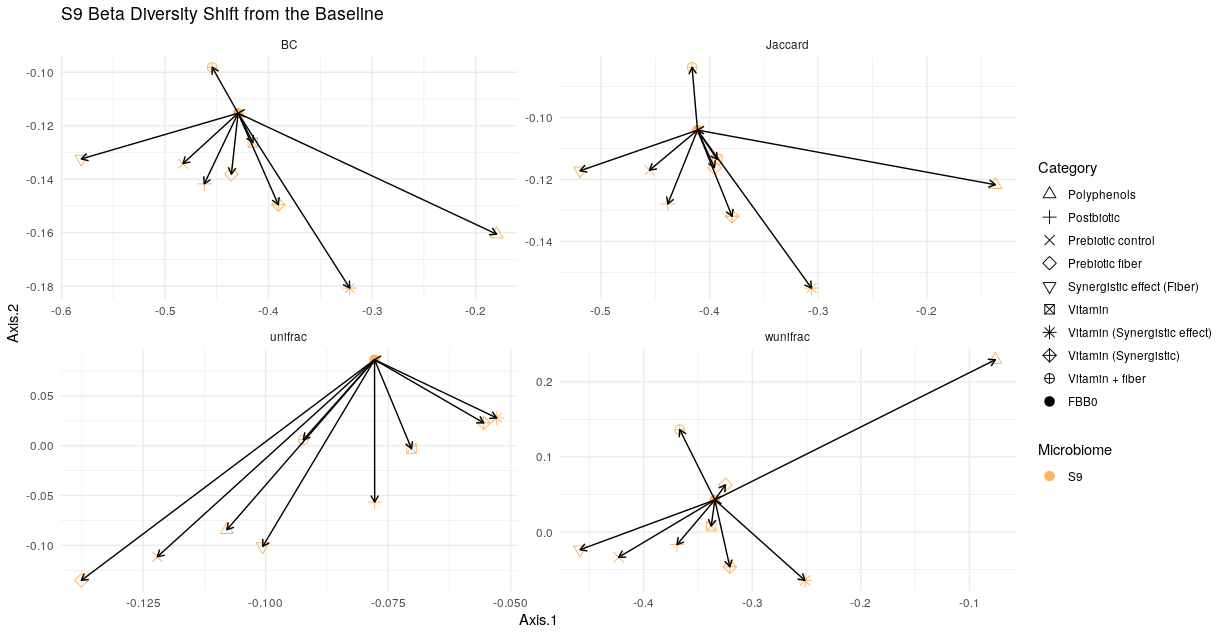 S9 Beta Diversity Shift from the Baseline
BC
Jaccard
-0.10
-0.12
-0.14
-0.16
-0.18
-0.6
-0.5
-0.4
-0.3
-0.2
-0.10
-0.12
-0.14
-0.5
-0.4
-0.3
-0.2
unifrac
wunifrac
0.05
0.00
-0.05
-0.10
-0.125
-0.100
-0.075
-0.050
0.2
0.1
0.0
-0.4
-0.3
-0.2
-0.1
Axis.2
Axis.1
Category
Polyphenols
Postbiotic
Prebiotic control
Prebiotic fiber
Synergistic effect (Fiber)
Vitamin
Vitamin (Synergistic effect)
Vitamin (Synergistic)
Vitamin + fiber
FBB0
Microbiome
S9